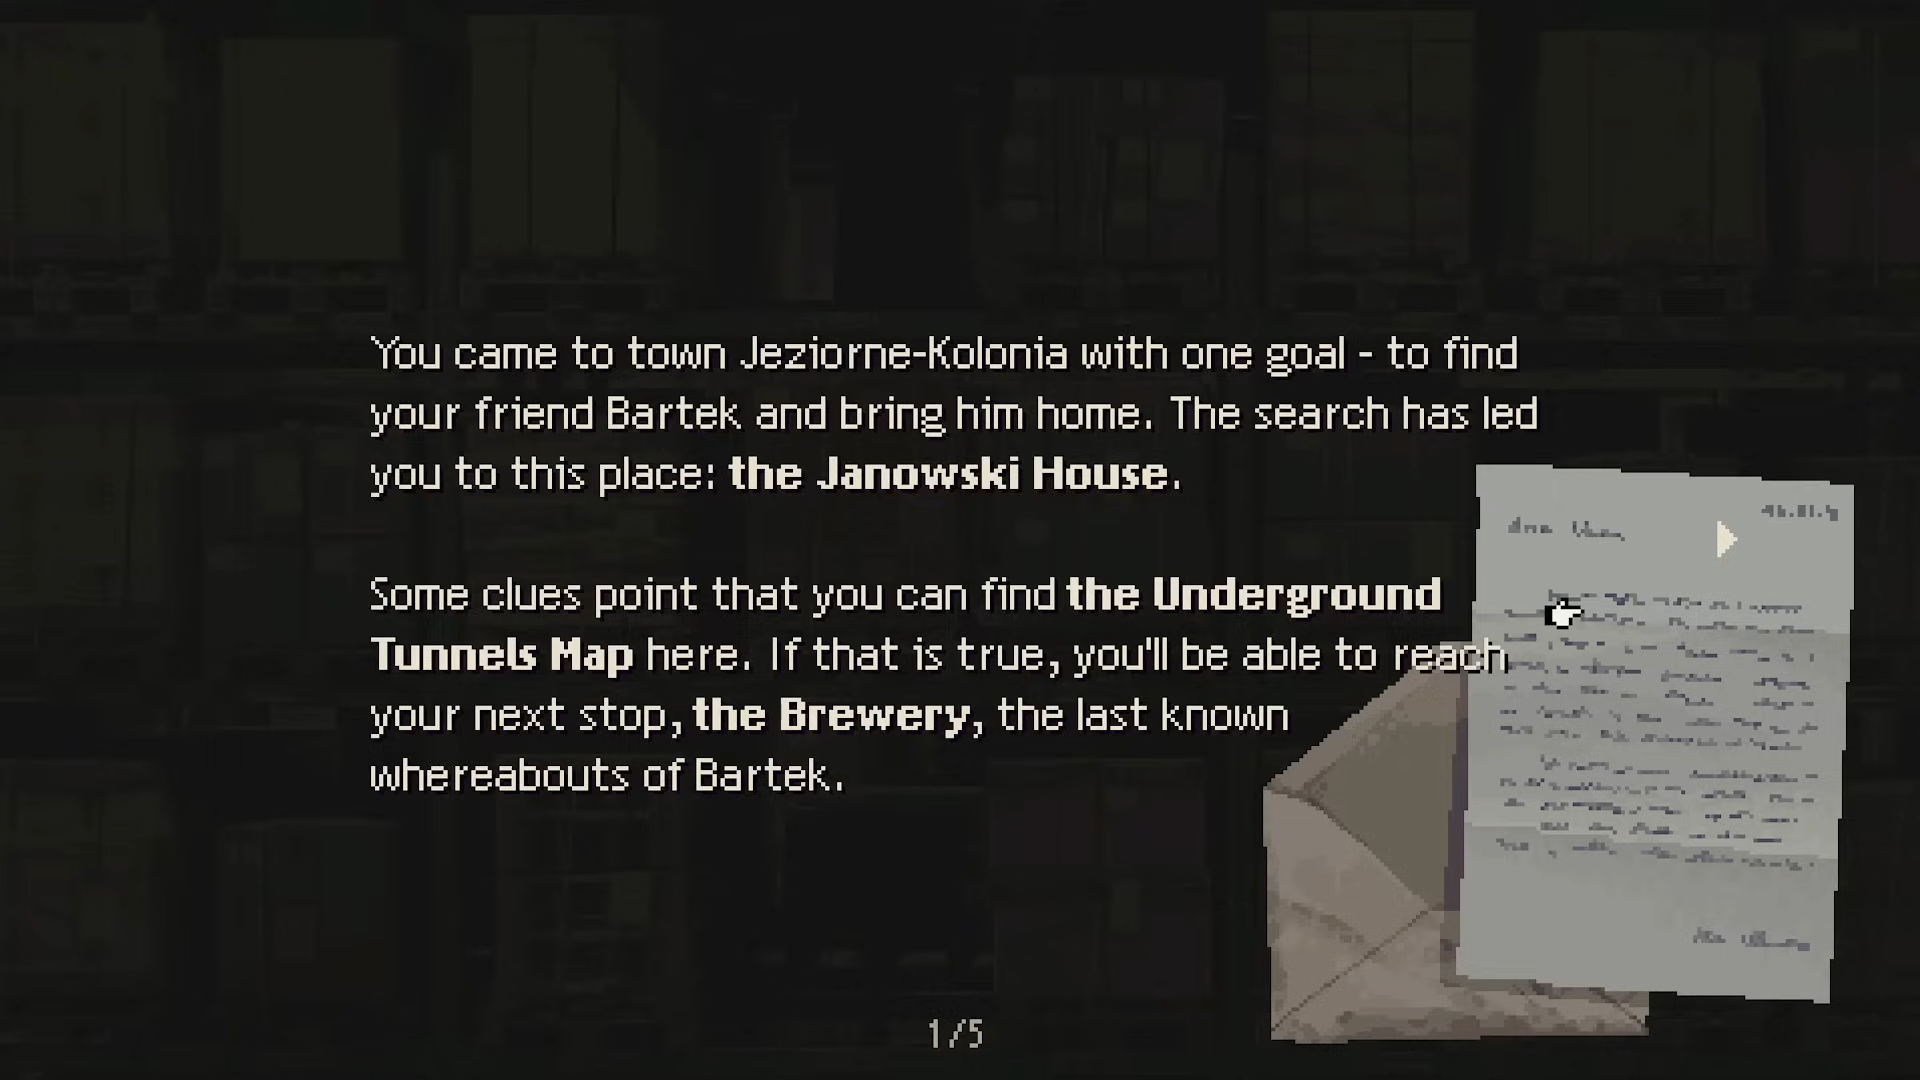 You came to town Jeziorne-Kolonia with one goal - to find
your friend Bartek and bring him home. The search has led
you to this place: the Janowski House.
Some clues point that you can find the Underground
Tunnels Map here. If that is true, you'll be able to reach
your next stop, the Brewery, the last known
whereabouts of Bartek.
1/5